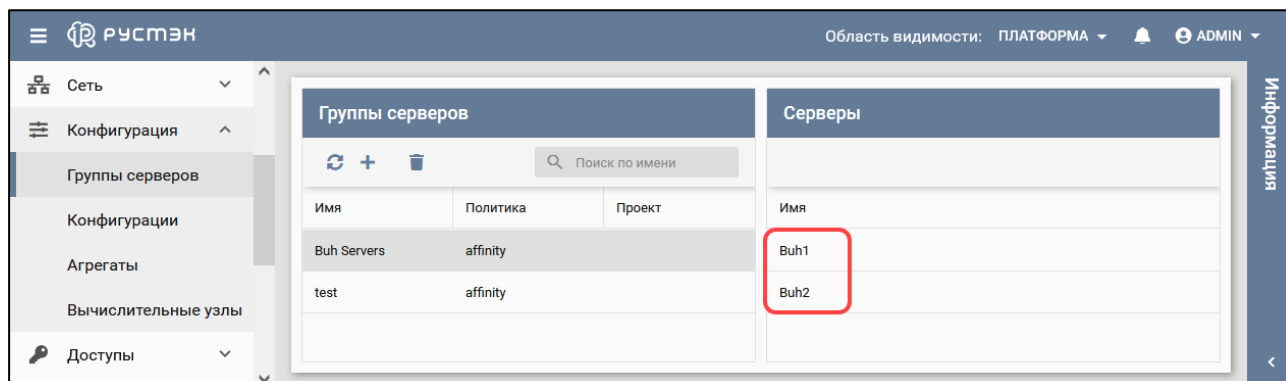 РУСТЭК
Область видимости: ПЛАТФОРМА ADMIN
Сеть
Конфигурация
Группы серверов
Конфигурации
Агрегаты
Вычислительные узлы
Доступы
Группы серверов
Поиск по имени
Имя Политика Проект
Buh Servers affinity
test affinity
Серверы
Имя
Buh1
Buh2
Информация